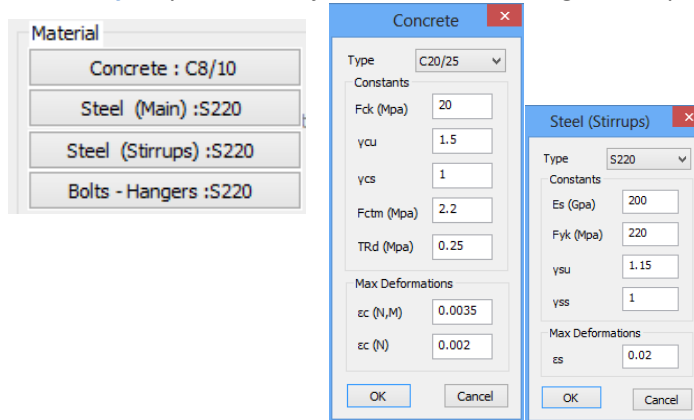 Material
Concrete : C8/10
Steel (Main) :S220
Steel (Stirrups) :S220
Bolts - Hangers :S220
Concrete
Type C20/25
Constants
Fck (Mpa) 20
γcu 1.5
γcs 1
Fctm (Mpa) 2.2
TRd (Mpa) 0.25
Max Deformations
εc (N,M) 0.0035
εc (N) 0.002
OK Cancel
Steel (Stirrups)
Type S220
Constants
Es (Gpa) 200
Fyk (Mpa) 220
γsu 1.15
γss 1
Max Deformations
εs 0.02
OK Cancel